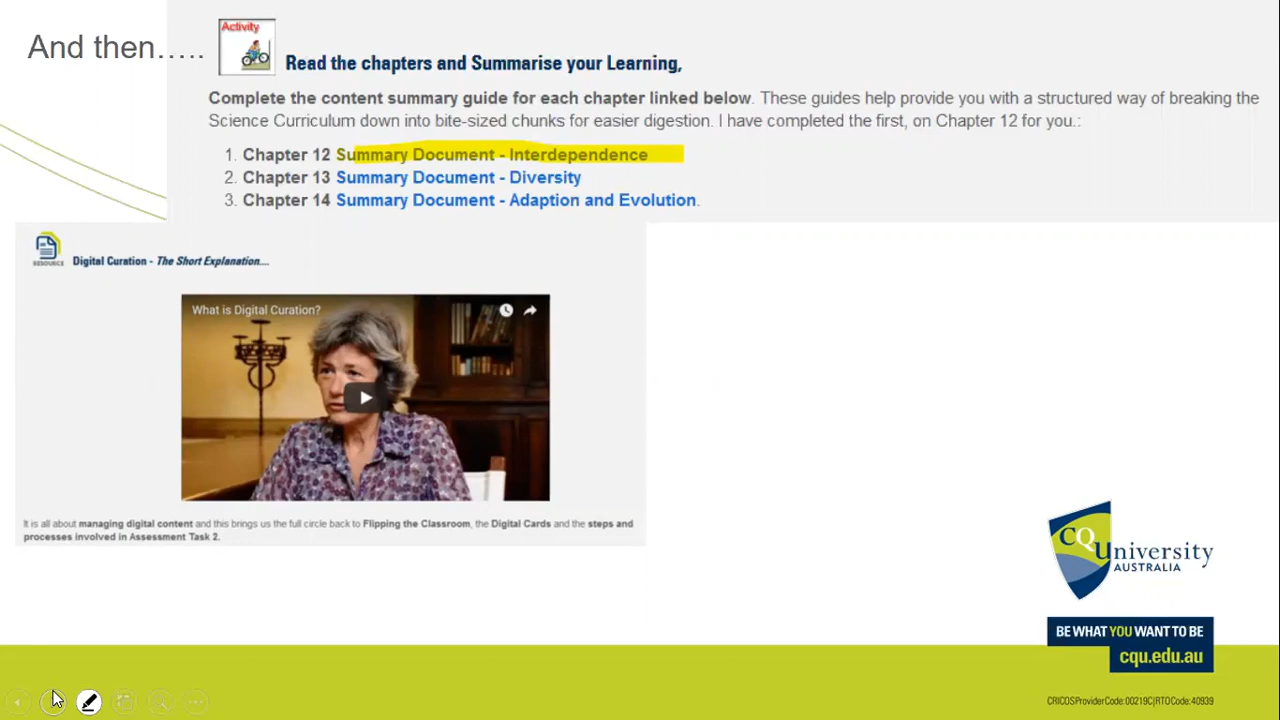 And then…..
Activity
Read the chapters and Summarise your Learning,
Complete the content summary guide for each chapter linked below. These guides help provide you with a structured way of breaking the
Science Curriculum down into bite-sized chunks for easier digestion. I have completed the first, on Chapter 12 for you.:
1. Chapter 12 Summary Document - Interdependence
2. Chapter 13 Summary Document - Diversity
3. Chapter 14 Summary Document - Adaption and Evolution.
RESOURCE
Digital Curation - The Short Explanation....
What is Digital Curation?
It is all about managing digital content and this brings us the full circle back to Flipping the Classroom, the Digital Cards and the steps and
processes involved in Assessment Task 2.
CQUniversity
AUSTRALIA
BE WHAT YOU WANT TO BE
cqu.edu.au
CRICOSProviderCode:00219C|RTOCode:40939